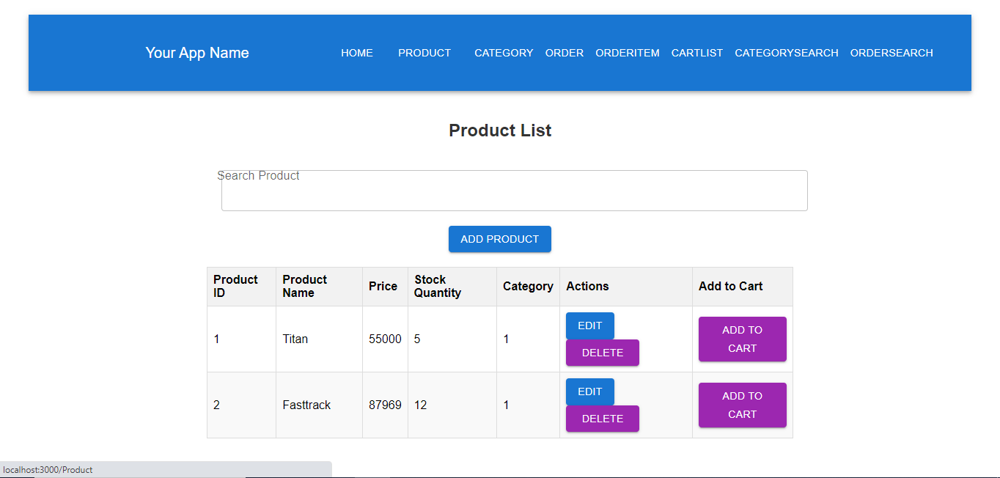 Your App Name HOME PRODUCT CATEGORY ORDER ORDERITEM CARTLIST CATEGORYSEARCH ORDERSEARCH
Product List
Search Product
ADD PRODUCT
Product ID Product Name Price Stock Quantity Category Actions Add to Cart
1 Titan 55000 5 1 EDIT DELETE ADD TO CART
2 Fasttrack 87969 12 1 EDIT DELETE ADD TO CART
localhost:3000/Product